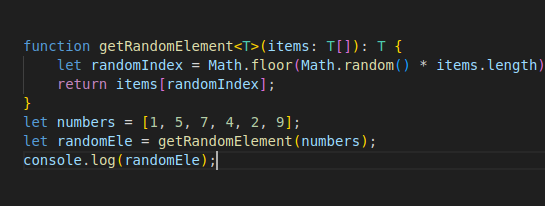 function getRandomElement<T>(items: T[]): T {
    let randomIndex = Math.floor(Math.random() * items.length)
    return items[randomIndex];
}
let numbers = [1, 5, 7, 4, 2, 9];
let randomEle = getRandomElement(numbers);
console.log(randomEle);